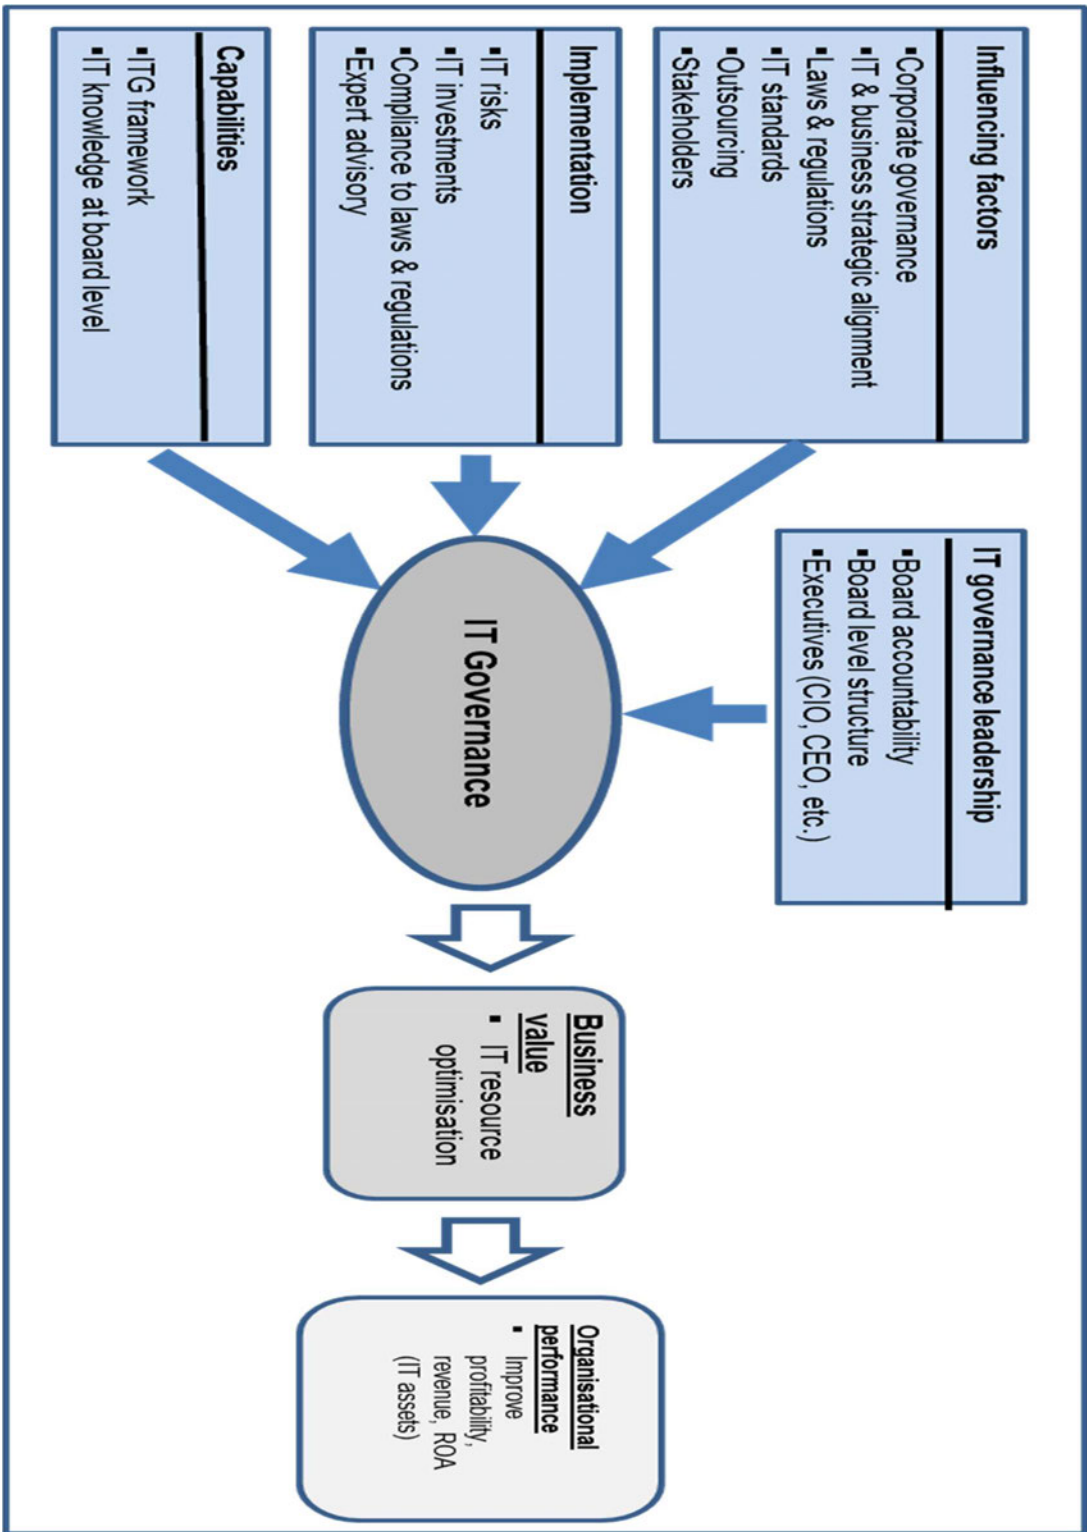 Influencing factors
▪Corporate governance
▪IT & business strategic alignment
▪Laws & regulations
▪IT standards
▪Outsourcing
▪Stakeholders
IT governance leadership
▪Board accountability
▪Board level structure
▪Executives (CIO, CEO, etc.)
Implementation
▪IT risks
▪IT investments
▪Compliance to laws & regulations
▪Expert advisory
Capabilities
▪ITG framework
▪IT knowledge at board level
IT Governance
Business
value
▪ IT resource
optimisation
Organisational
performance
▪ Improve
profitability,
revenue, ROA
(IT assets)